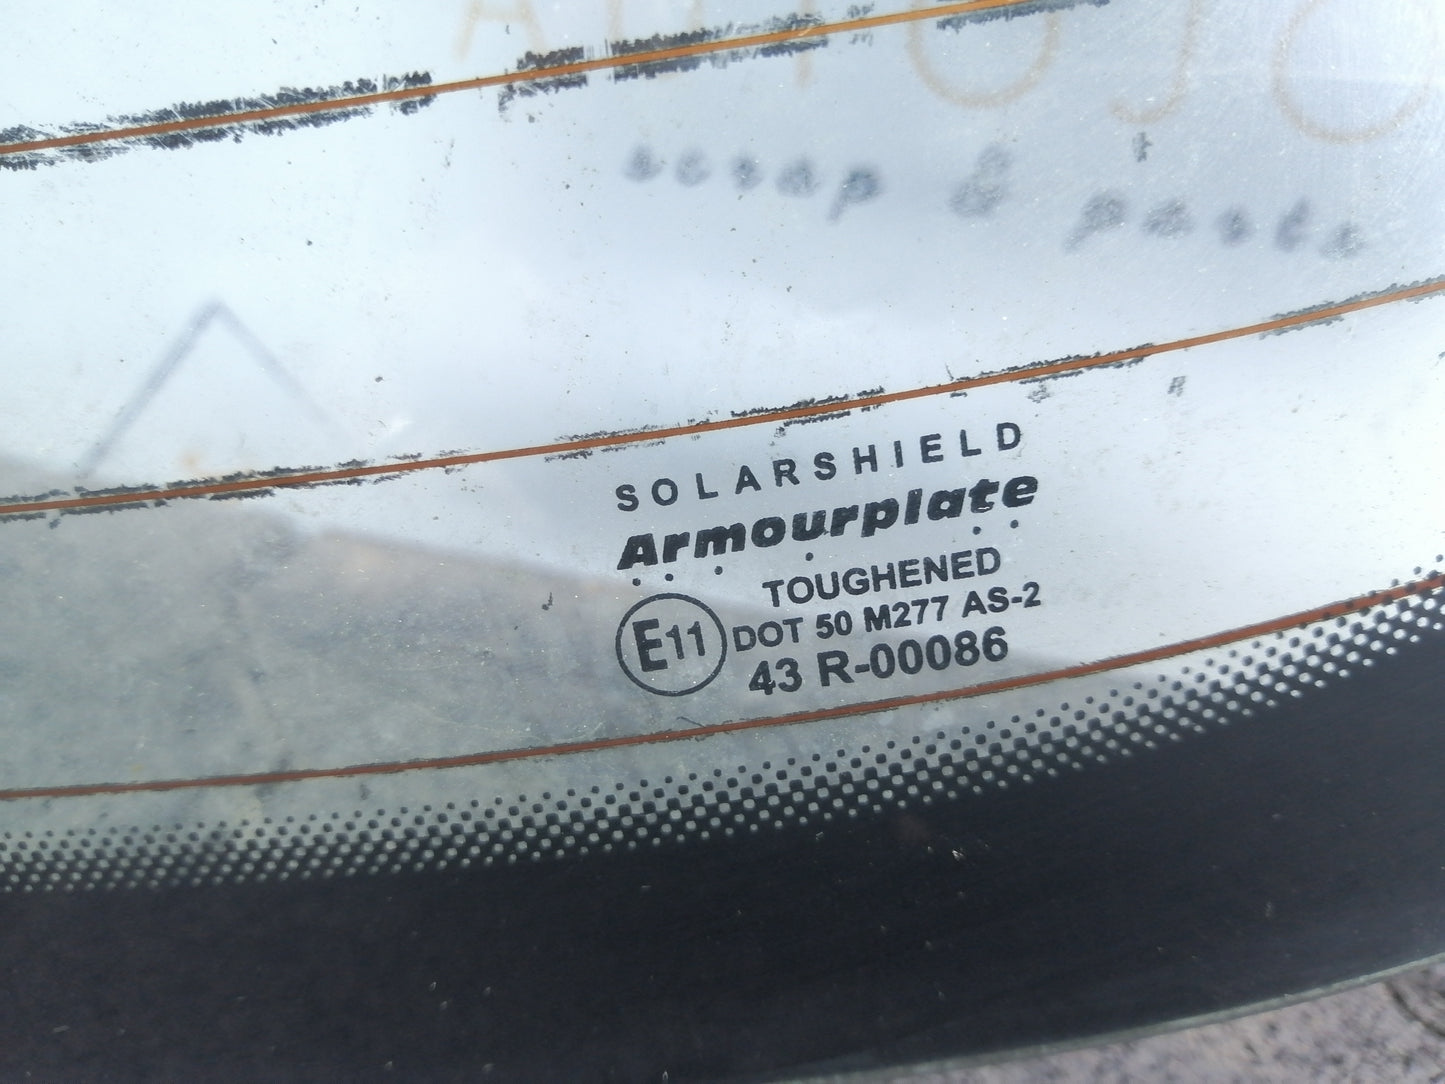 scrap & parts
SOLARSHIELD
Armourplate
TOUGHENED
E11 DOT 50 M277 AS-2
43 R-00086